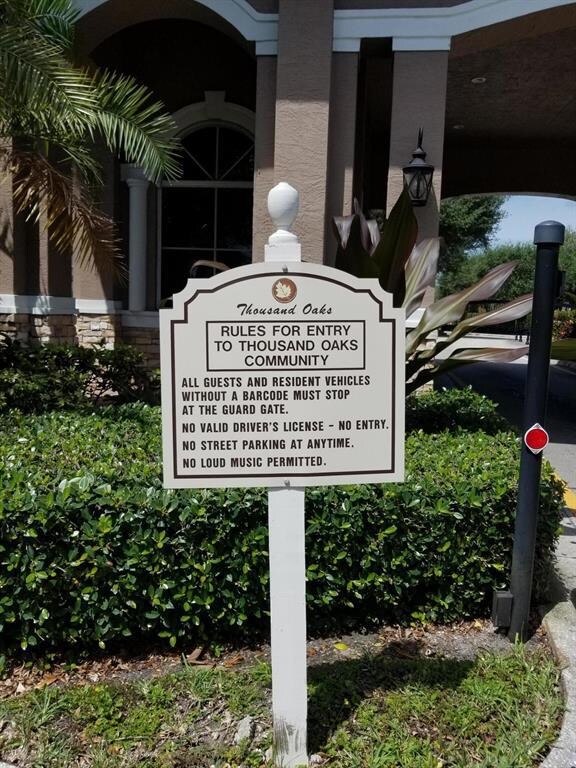 Thousand Oaks
RULES FOR ENTRY
TO THOUSAND OAKS
COMMUNITY
ALL GUESTS AND RESIDENT VEHICLES
WITHOUT A BARCODE MUST STOP
AT THE GUARD GATE.
NO VALID DRIVER'S LICENSE - NO ENTRY.
NO STREET PARKING AT ANYTIME.
NO LOUD MUSIC PERMITTED.